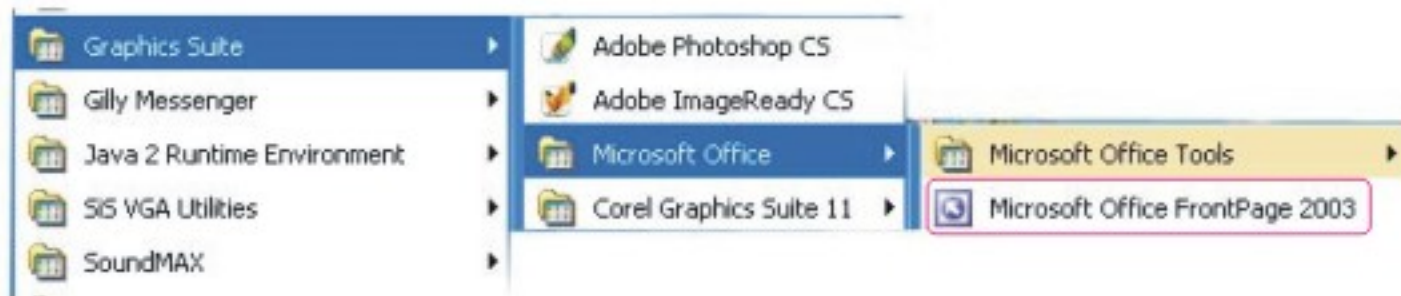 Graphics Suite
Gilly Messenger
Java 2 Runtime Environment
SiS VGA Utilities
SoundMAX
Adobe Photoshop CS
Adobe ImageReady CS
Microsoft Office
Corel Graphics Suite 11
Microsoft Office Tools
Microsoft Office FrontPage 2003